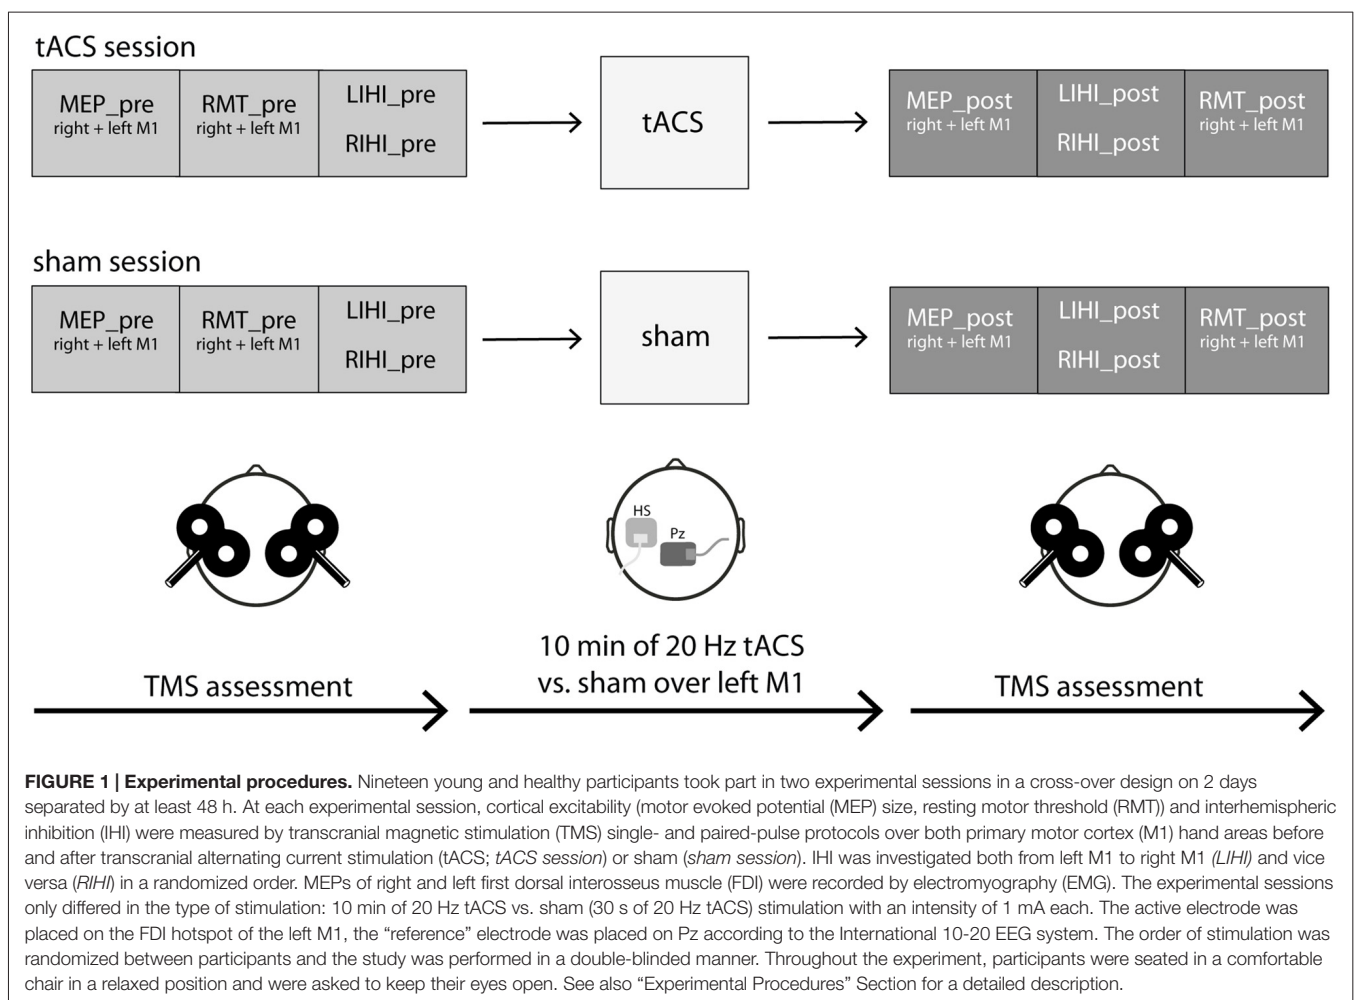 tACS session
MEP_pre
right + left M1
RMT_pre
right + left M1
LIHI_pre
RIHI_pre
tACS
MEP_post
right + left M1
LIHI_post
RIHI_post
RMT_post
right + left M1
sham session
MEP_pre
right + left M1
RMT_pre
right + left M1
LIHI_pre
RIHI_pre
sham
MEP_post
right + left M1
LIHI_post
RIHI_post
RMT_post
right + left M1
HS
Pz
TMS assessment
10 min of 20 Hz tACS
vs. sham over left M1
TMS assessment
FIGURE 1 | Experimental procedures. Nineteen young and healthy participants took part in two experimental sessions in a cross-over design on 2 days
separated by at least 48 h. At each experimental session, cortical excitability (motor evoked potential (MEP) size, resting motor threshold (RMT)) and interhemispheric
inhibition (IHI) were measured by transcranial magnetic stimulation (TMS) single- and paired-pulse protocols over both primary motor cortex (M1) hand areas before
and after transcranial alternating current stimulation (tACS; tACS session) or sham (sham session). IHI was investigated both from left M1 to right M1 (LIHI) and vice
versa (RIHI) in a randomized order. MEPs of right and left first dorsal interosseus muscle (FDI) were recorded by electromyography (EMG). The experimental sessions
only differed in the type of stimulation: 10 min of 20 Hz tACS vs. sham (30 s of 20 Hz tACS) stimulation with an intensity of 1 mA each. The active electrode was
placed on the FDI hotspot of the left M1, the “reference” electrode was placed on Pz according to the International 10-20 EEG system. The order of stimulation was
randomized between participants and the study was performed in a double-blinded manner. Throughout the experiment, participants were seated in a comfortable
chair in a relaxed position and were asked to keep their eyes open. See also “Experimental Procedures” Section for a detailed description.